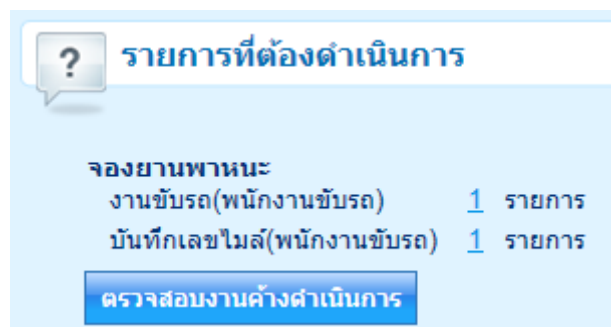 ?
รายการที่ต้องดำเนินการ
จองยานพาหนะ
งานขับรถ(พนักงานขับรถ) 1 รายการ
บันทึกเลขไมล์(พนักงานขับรถ) 1 รายการ
ตรวจสอบงานค้างดำเนินการ